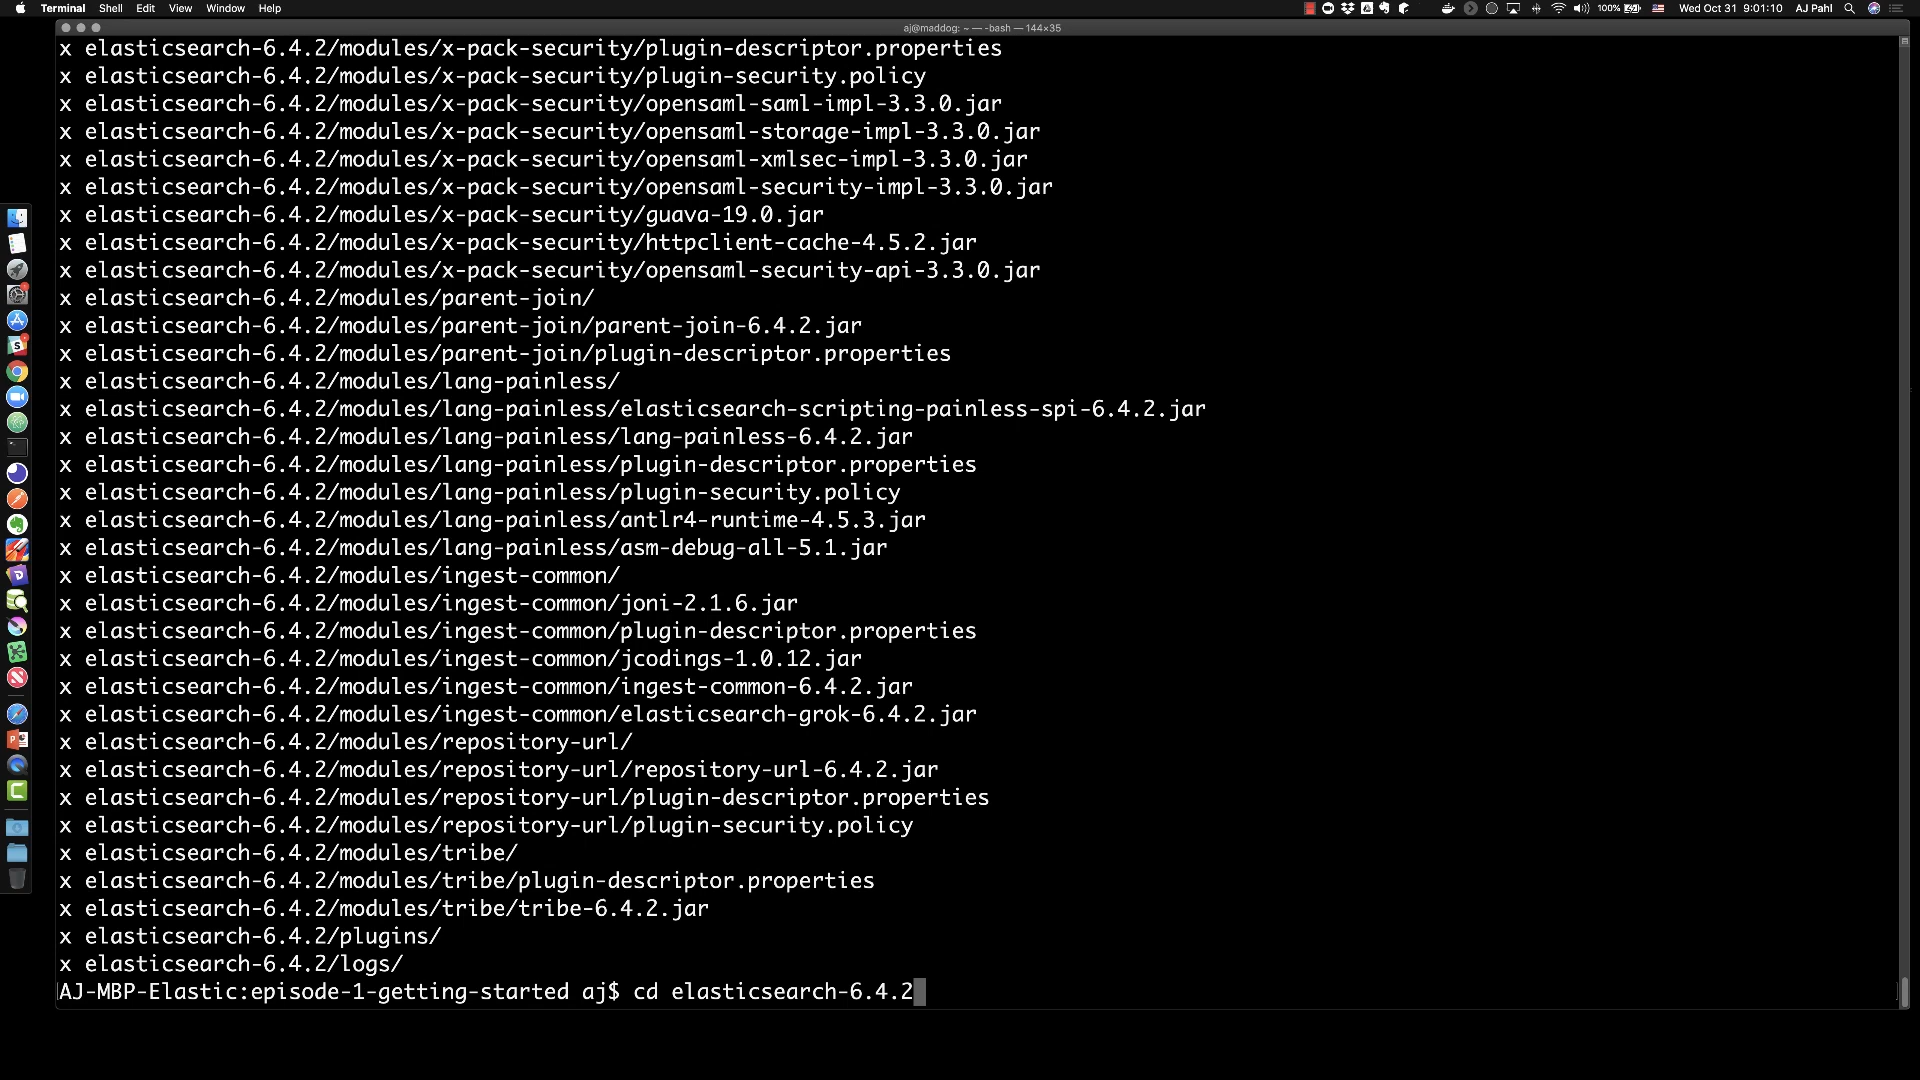 Terminal Shell Edit View Window Help 100% Wed Oct 31 9:01:10 AJ Pahl
aj@maddog: ~ — -bash — 144×35
x elasticsearch-6.4.2/modules/x-pack-security/plugin-descriptor.properties
x elasticsearch-6.4.2/modules/x-pack-security/plugin-security.policy
x elasticsearch-6.4.2/modules/x-pack-security/opensaml-saml-impl-3.3.0.jar
x elasticsearch-6.4.2/modules/x-pack-security/opensaml-storage-impl-3.3.0.jar
x elasticsearch-6.4.2/modules/x-pack-security/opensaml-xmlsec-impl-3.3.0.jar
x elasticsearch-6.4.2/modules/x-pack-security/opensaml-security-impl-3.3.0.jar
x elasticsearch-6.4.2/modules/x-pack-security/guava-19.0.jar
x elasticsearch-6.4.2/modules/x-pack-security/httpclient-cache-4.5.2.jar
x elasticsearch-6.4.2/modules/x-pack-security/opensaml-security-api-3.3.0.jar
x elasticsearch-6.4.2/modules/parent-join/
x elasticsearch-6.4.2/modules/parent-join/parent-join-6.4.2.jar
x elasticsearch-6.4.2/modules/parent-join/plugin-descriptor.properties
x elasticsearch-6.4.2/modules/lang-painless/
x elasticsearch-6.4.2/modules/lang-painless/elasticsearch-scripting-painless-spi-6.4.2.jar
x elasticsearch-6.4.2/modules/lang-painless/lang-painless-6.4.2.jar
x elasticsearch-6.4.2/modules/lang-painless/plugin-descriptor.properties
x elasticsearch-6.4.2/modules/lang-painless/plugin-security.policy
x elasticsearch-6.4.2/modules/lang-painless/antlr4-runtime-4.5.3.jar
x elasticsearch-6.4.2/modules/lang-painless/asm-debug-all-5.1.jar
x elasticsearch-6.4.2/modules/ingest-common/
x elasticsearch-6.4.2/modules/ingest-common/joni-2.1.6.jar
x elasticsearch-6.4.2/modules/ingest-common/plugin-descriptor.properties
x elasticsearch-6.4.2/modules/ingest-common/jcodings-1.0.12.jar
x elasticsearch-6.4.2/modules/ingest-common/ingest-common-6.4.2.jar
x elasticsearch-6.4.2/modules/ingest-common/elasticsearch-grok-6.4.2.jar
x elasticsearch-6.4.2/modules/repository-url/
x elasticsearch-6.4.2/modules/repository-url/repository-url-6.4.2.jar
x elasticsearch-6.4.2/modules/repository-url/plugin-descriptor.properties
x elasticsearch-6.4.2/modules/repository-url/plugin-security.policy
x elasticsearch-6.4.2/modules/tribe/
x elasticsearch-6.4.2/modules/tribe/plugin-descriptor.properties
x elasticsearch-6.4.2/modules/tribe/tribe-6.4.2.jar
x elasticsearch-6.4.2/plugins/
x elasticsearch-6.4.2/logs/
AJ-MBP-Elastic:episode-1-getting-started aj$ cd elasticsearch-6.4.2